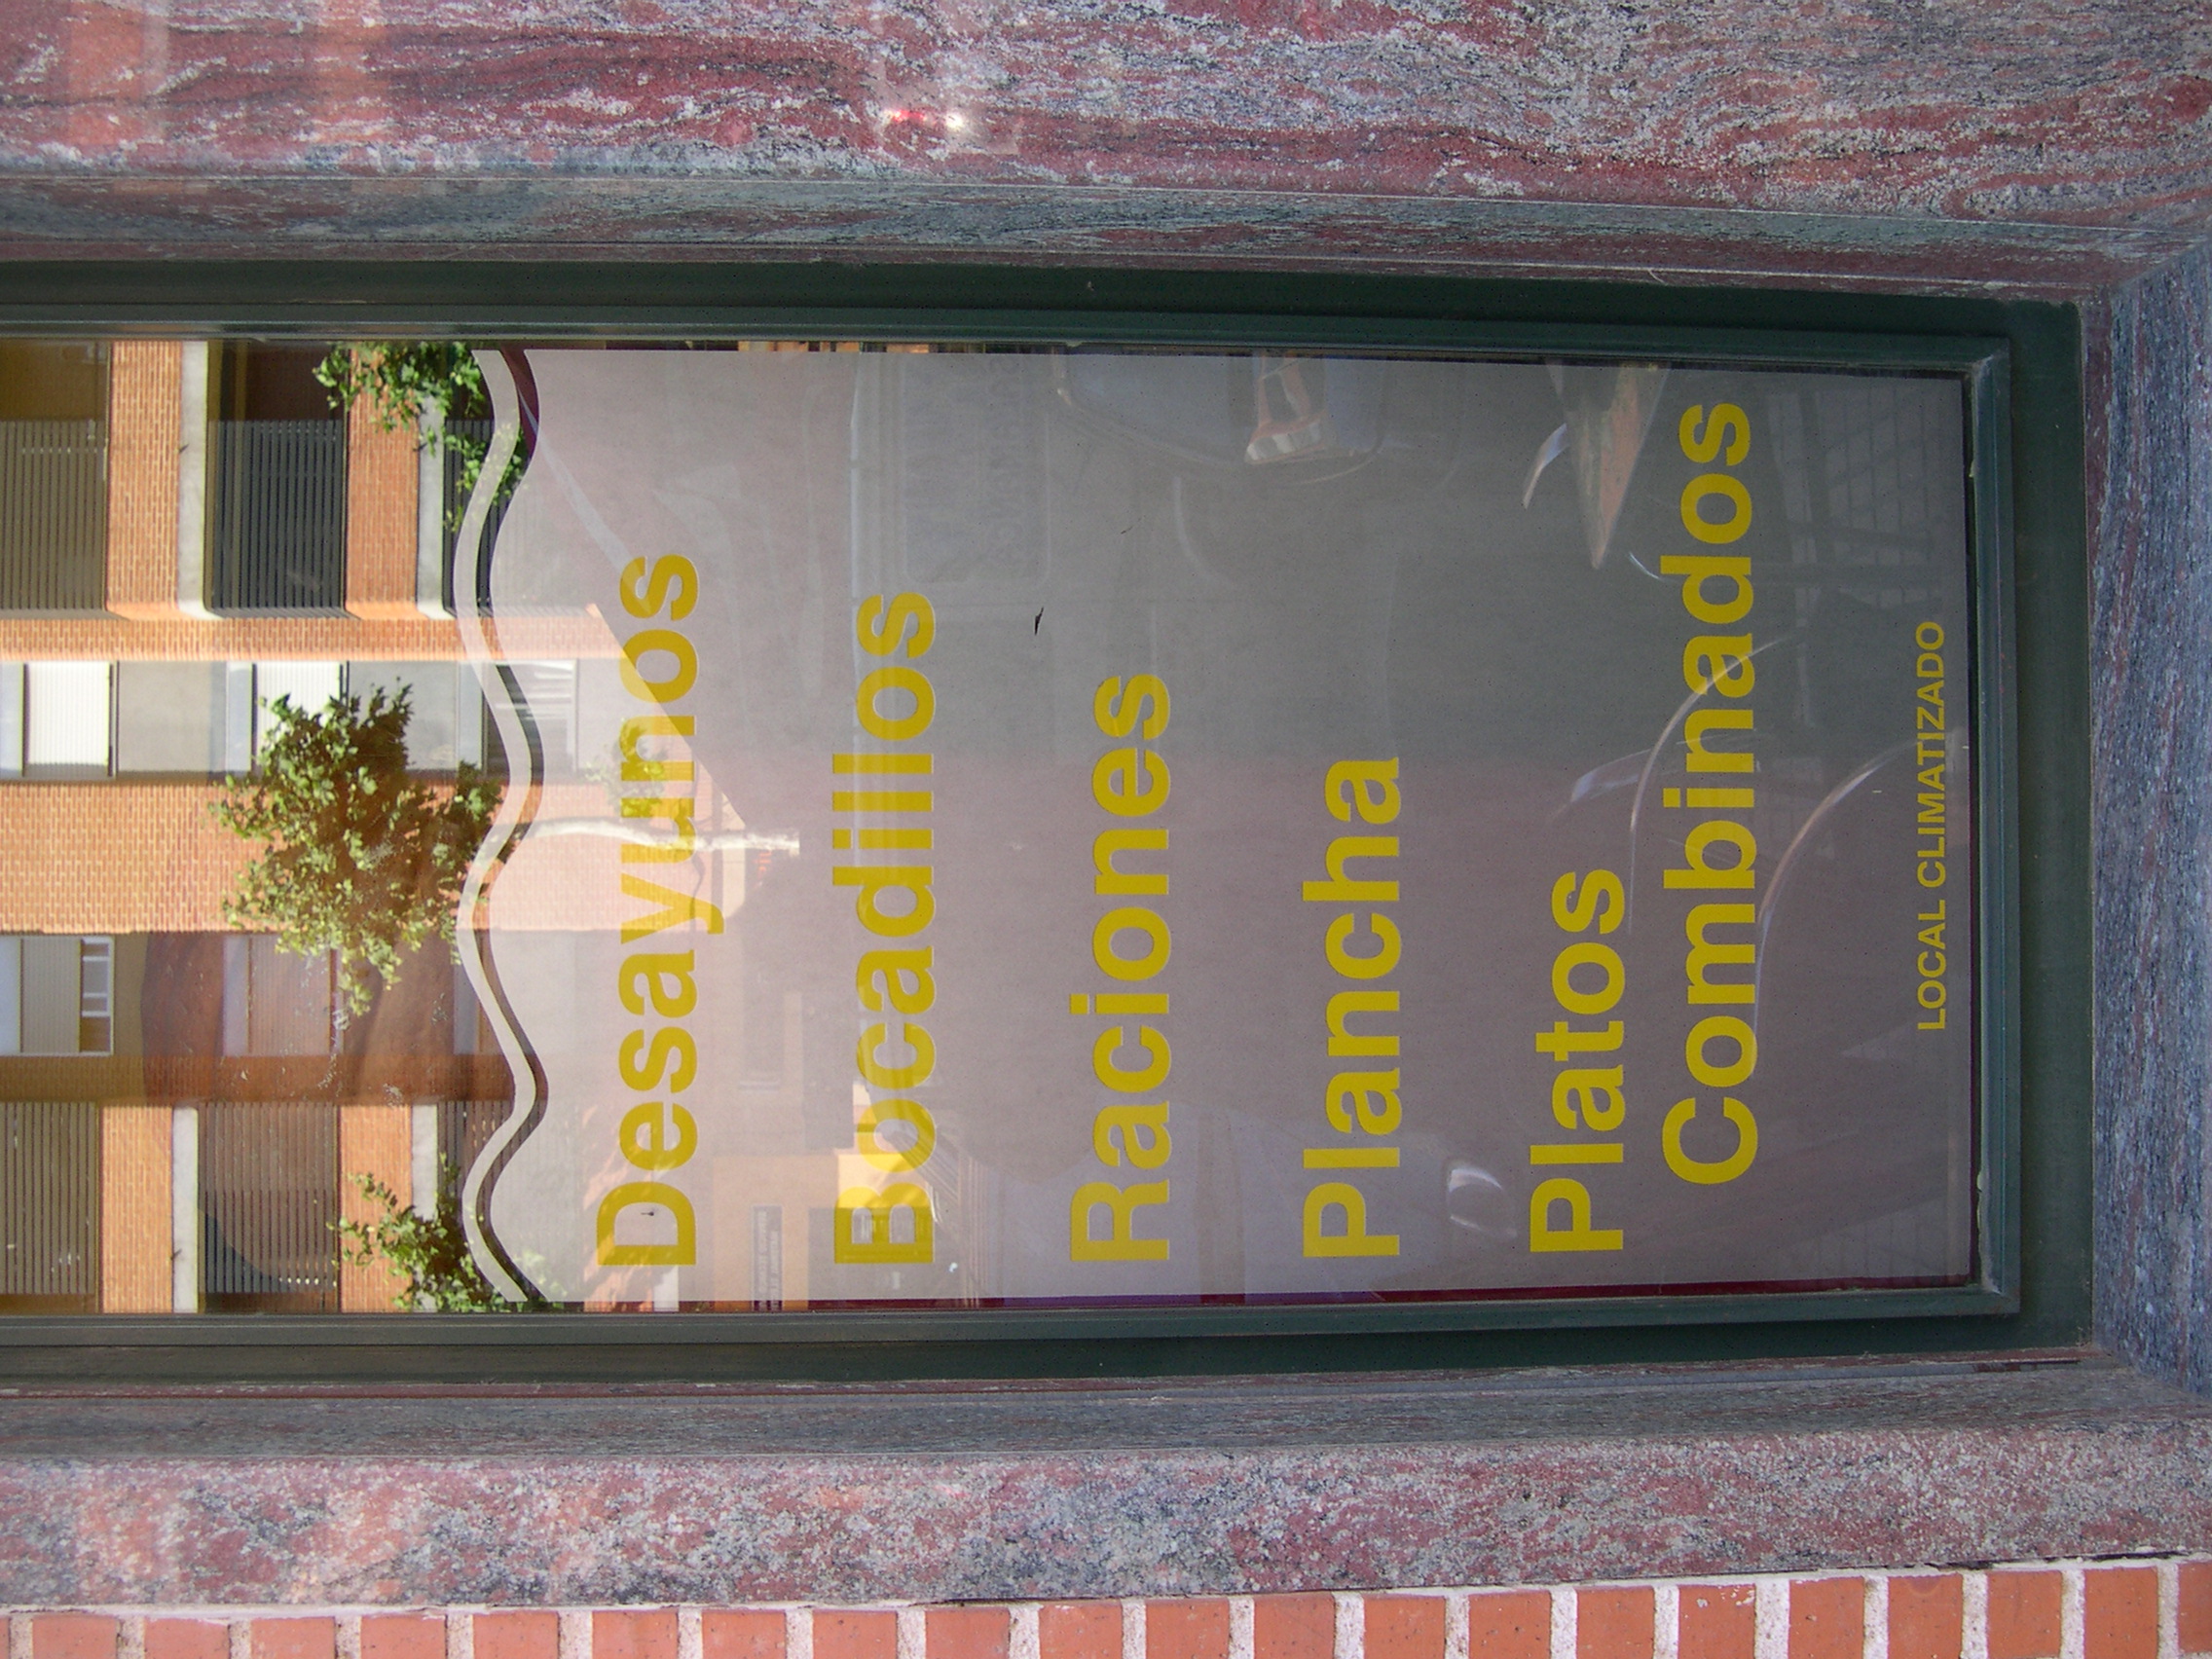 Desayunos
Bocadillos
Raciones
Plancha
Platos
Combinados
LOCAL CLIMATIZADO